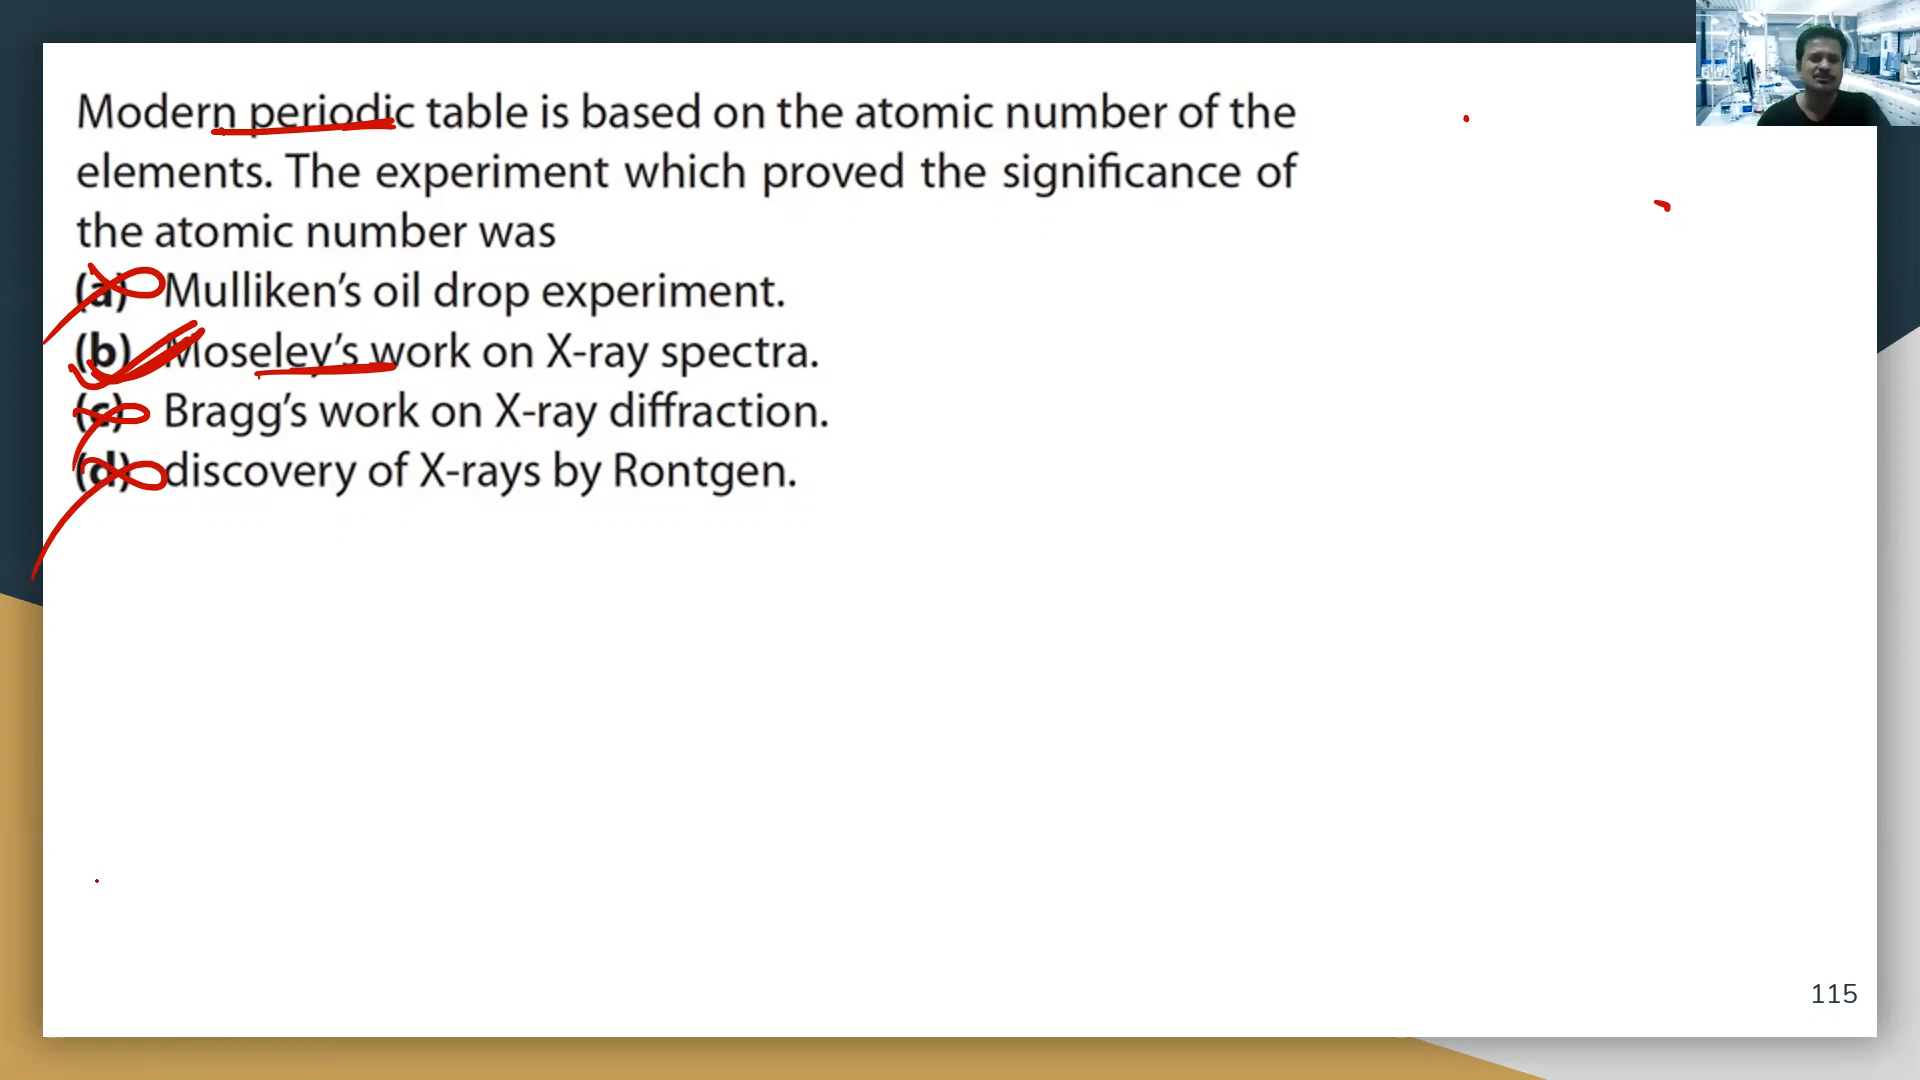 Modern periodic table is based on the atomic number of the
elements. The experiment which proved the significance of
the atomic number was
(a) Mulliken's oil drop experiment.
(b) Moseley's work on X-ray spectra.
(c) Bragg's work on X-ray diffraction.
(d) discovery of X-rays by Rontgen.
115